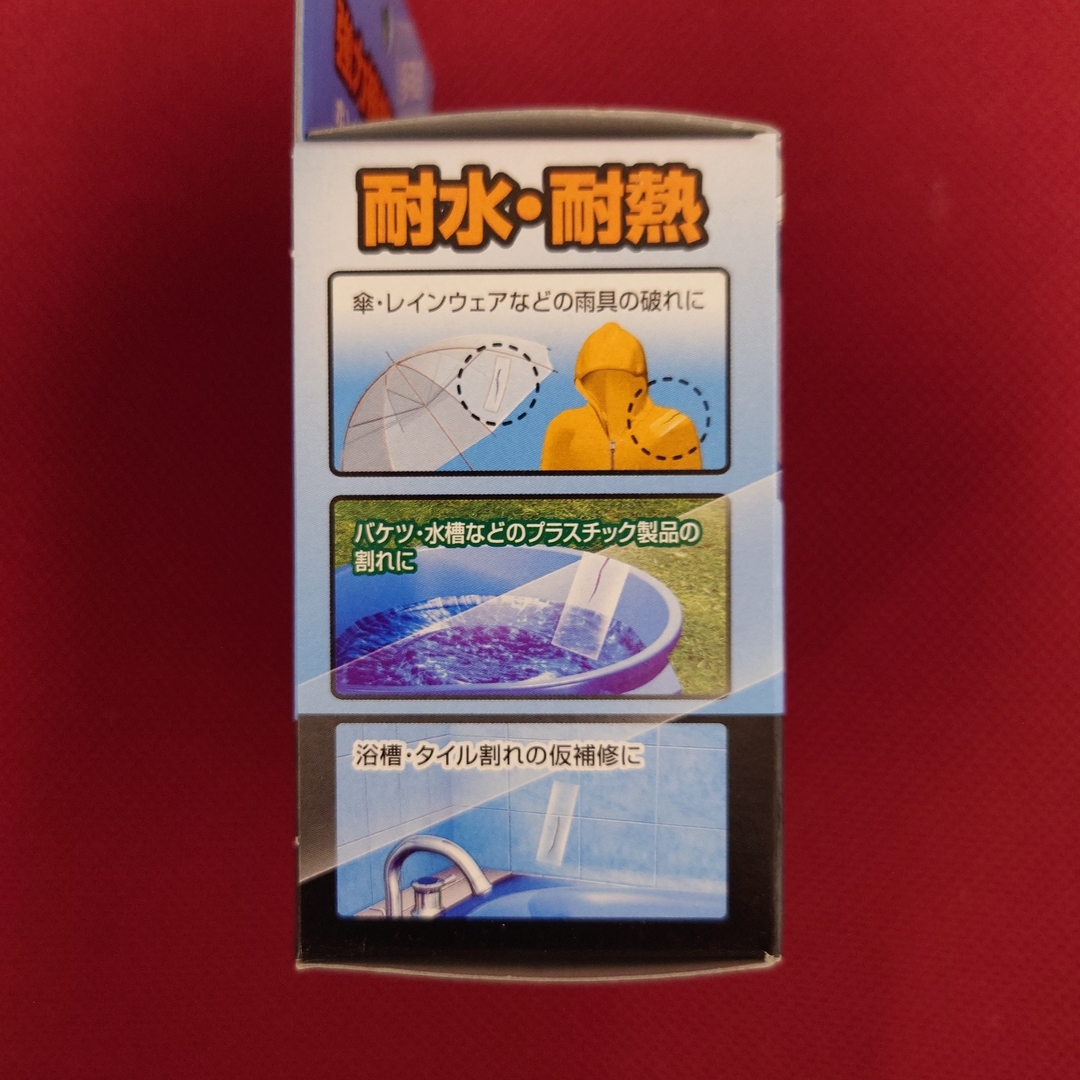 強力
耐水・耐熱
傘・レインウェアなどの雨具の破れに
バケツ・水槽などのプラスチック製品の
割れに
浴槽・タイル割れの仮補修に